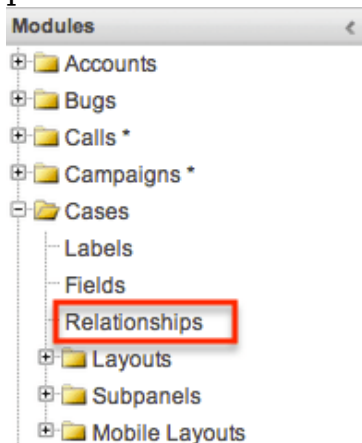 Modules
Accounts
Bugs
Calls *
Campaigns *
Cases
Labels
Fields
Relationships
Layouts
Subpanels
Mobile Layouts